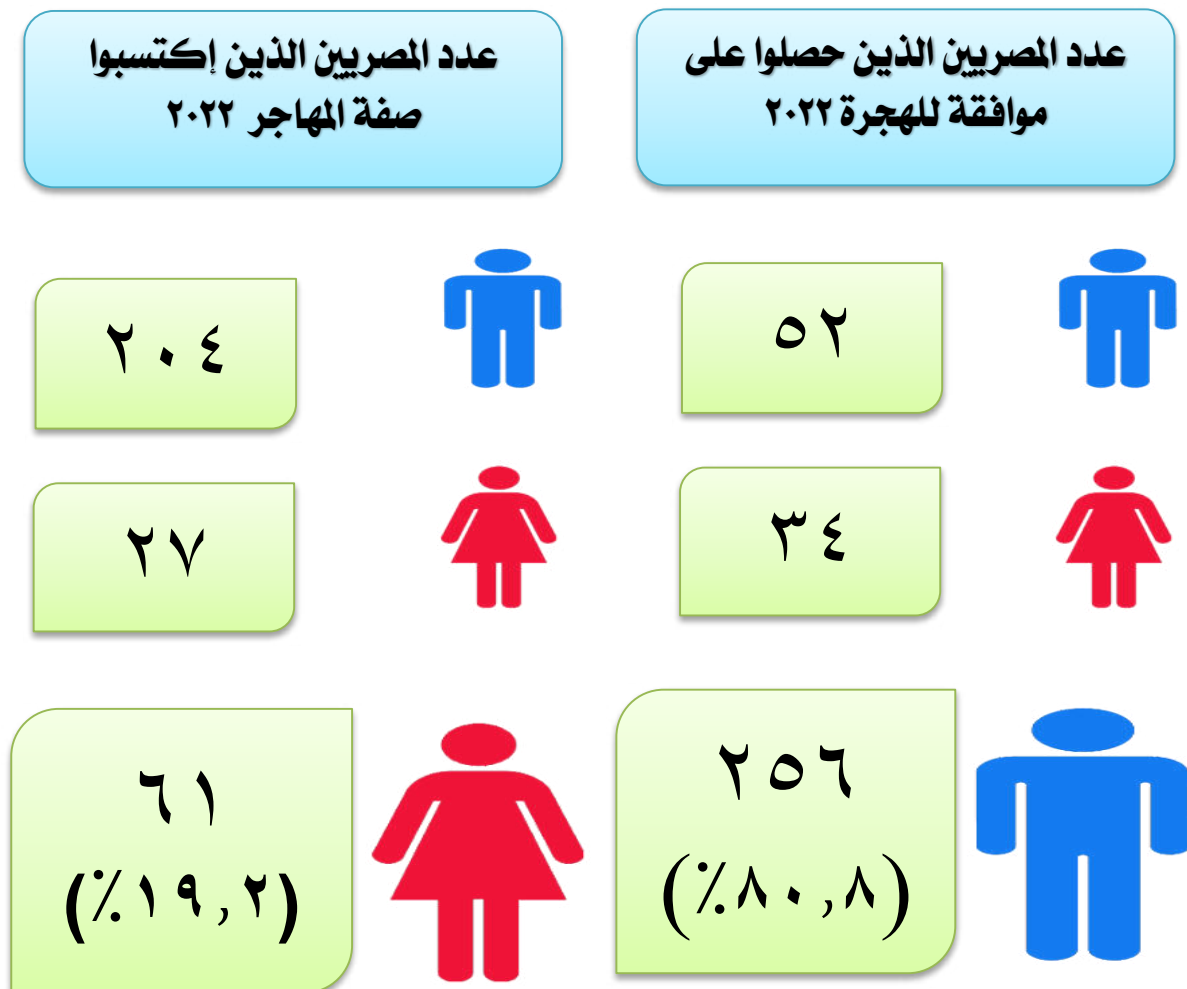 عدد المصريين الذين حصلوا على
موافقة للهجرة ٢٠٢٢
عدد المصريين الذين إكتسبوا
صفة المهاجر ٢٠٢٢
٥٢
٢٠٤
٣٤
٢٧
٢٥٦
(٪٨٠,٨)
٦١
(٪١٩,٢)